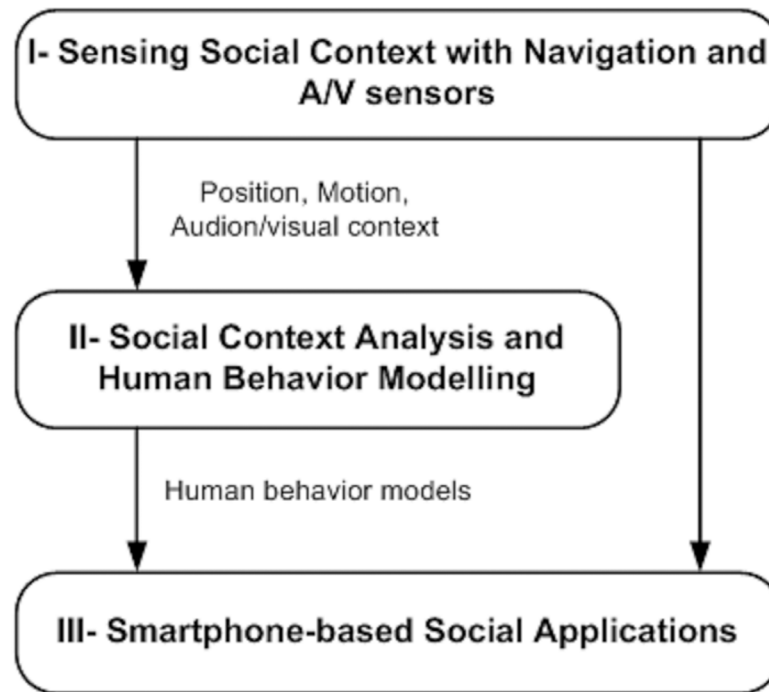 I- Sensing Social Context with Navigation and
A/V sensors
Position, Motion,
Audion/visual context
II- Social Context Analysis and
Human Behavior Modelling
Human behavior models
III- Smartphone-based Social Applications